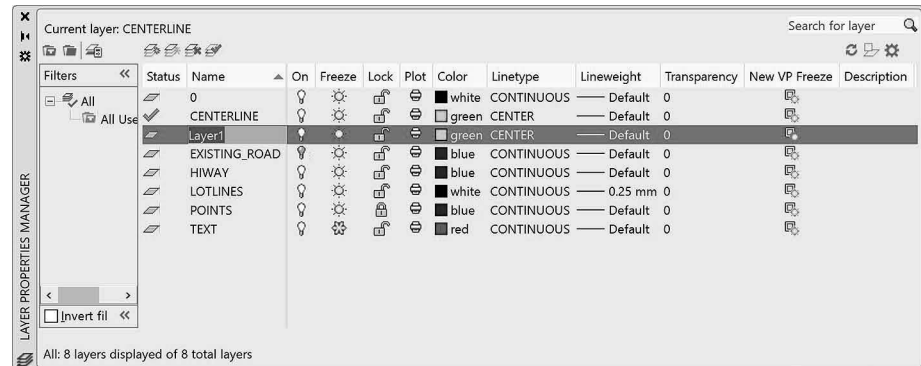 Current layer: CENTERLINE
Search for layer
Filters
Status Name On Freeze Lock Plot Color Linetype Lineweight Transparency New VP Freeze Description
All
All Use
0 white CONTINUOUS Default 0
CENTERLINE green CENTER Default 0
Layer1 green CENTER Default 0
EXISTING_ROAD blue CONTINUOUS Default 0
HIWAY blue CONTINUOUS Default 0
LOTLINES white CONTINUOUS 0.25 mm 0
POINTS blue CONTINUOUS Default 0
TEXT red CONTINUOUS Default 0
Invert fil
LAYER PROPERTIES MANAGER
All: 8 layers displayed of 8 total layers